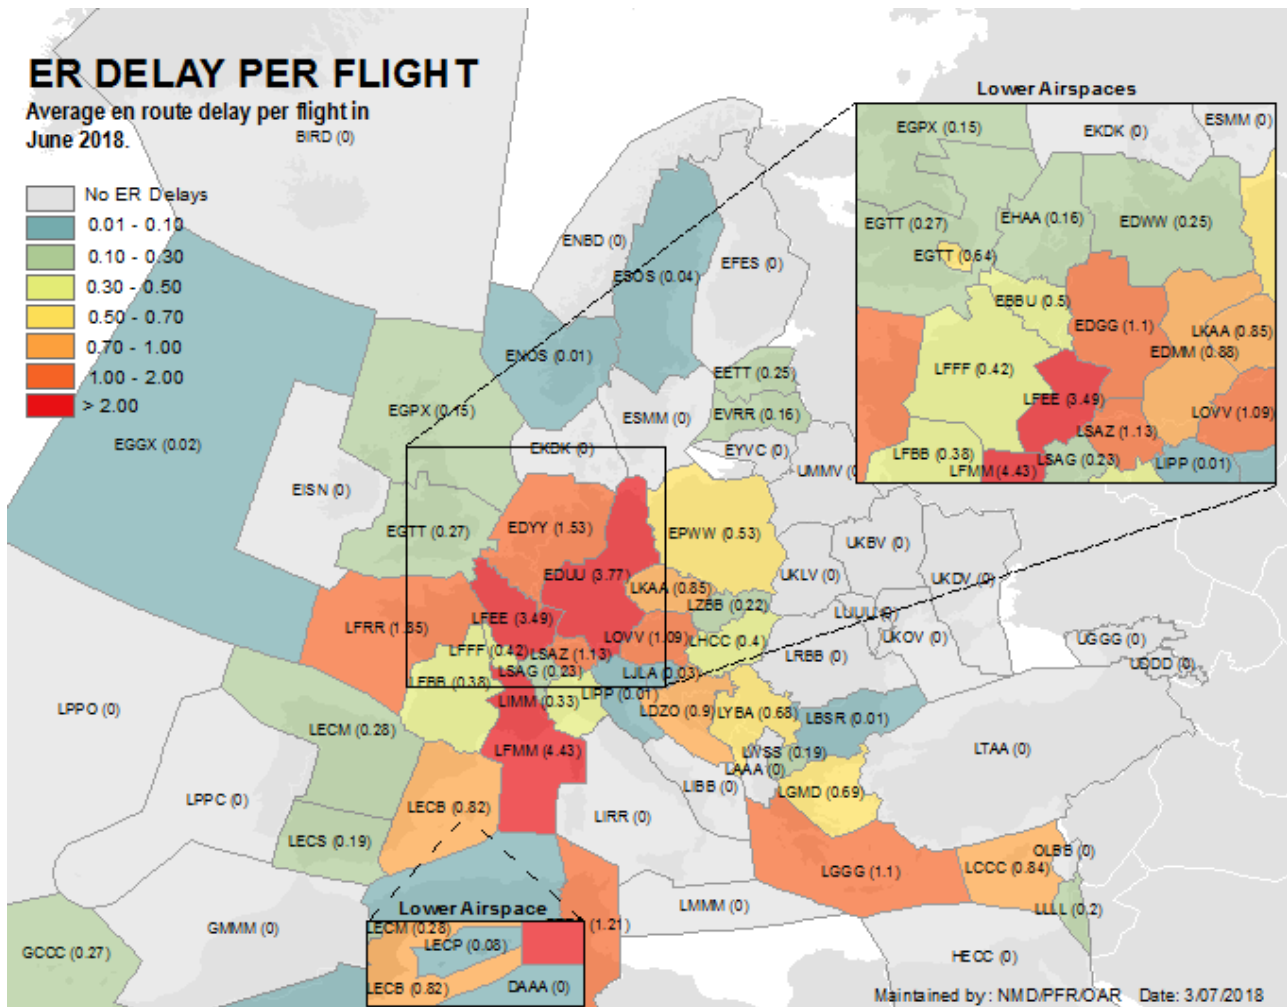 ER DELAY PER FLIGHT
Average en route delay per flight in
June 2018.
No ER Delays
0.01 - 0.10
0.10 - 0.30
0.30 - 0.50
0.50 - 0.70
0.70 - 1.00
1.00 - 2.00
> 2.00
BIRD (0)
ENBD (0)
ESOS (0.04)
EFES (0)
ENOS (0.01)
EETT (0.25)
EVRR (0.16)
EGPX (0.15)
ESMM (0)
EGGX (0.02)
EKDK (0)
EYVC (0)
UMMV (0)
EISN (0)
EGTT (0.27)
EDYY (1.53)
EPWW (0.53)
UKBV (0)
UKLV (0)
UKDV (0)
EDUU (3.77)
LKAA (0.85)
LZBB (0.22)
LFRR (1.85)
LFEE (3.49)
LOVV (1.09)
LHCC (0.4)
UKOV (0)
UGGG (0)
UDDD (0)
LFFF (0.42)
LSAZ (1.13)
LRBB (0)
LSAG (0.23)
LJLA (0.03)
LFBB (0.38)
LIPP (0.01)
LIMM (0.33)
LDZO (0.9)
LYBA (0.68)
LBSR (0.01)
LPPO (0)
LECM (0.28)
LFMM (4.43)
LWSS (0.19)
LTAA (0)
LAAA (0)
LIBB (0)
LGMD (0.69)
LPPC (0)
LECB (0.82)
LIRR (0)
LECS (0.19)
OLBB (0)
LGGG (1.1)
LCCC (0.84)
LMMM (0)
LLLL (0.2)
GMMM (0)
GCCC (0.27)
HECC (0)
1.21)
Lower Airspace
LECM (0.28)
LECP (0.08)
LECB (0.82)
DAAA (0)
Lower Airspaces
EGPX (0.15)
EKDK (0)
ESMM (0)
EGTT (0.27)
EHAA (0.16)
EDWW (0.25)
EGTT (0.64)
EBBU (0.5)
EDGG (1.1)
LKAA (0.85)
EDMM (0.88)
LFFF (0.42)
LFEE (3.49)
LOVV (1.09)
LSAZ (1.13)
LFBB (0.38)
LSAG (0.23)
LIPP (0.01)
LFMM (4.43)
Maintained by: NMD/PFR/OAR Date: 3/07/2018